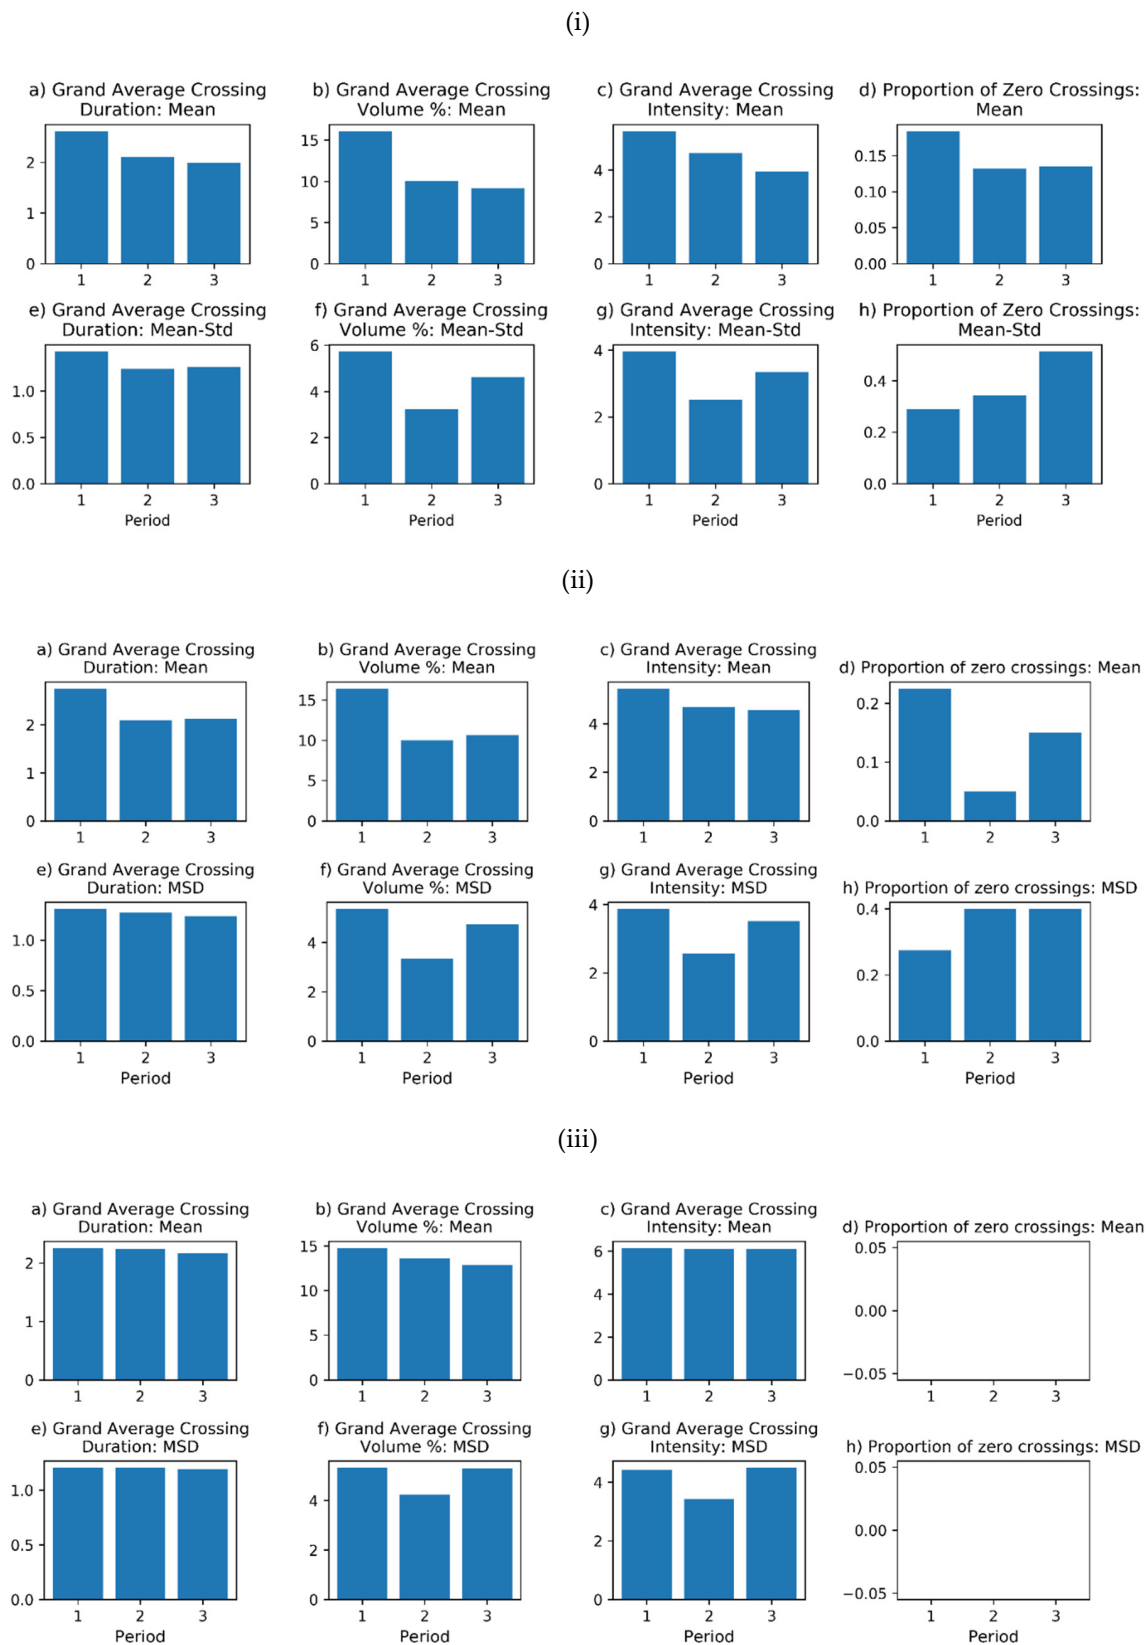 (i)
a) Grand Average Crossing
Duration: Mean
b) Grand Average Crossing
Volume %: Mean
c) Grand Average Crossing
Intensity: Mean
d) Proportion of Zero Crossings:
Mean
2
1
0
1 2 3
15
10
5
0
1 2 3
4
2
0
1 2 3
0.15
0.10
0.05
0.00
1 2 3
e) Grand Average Crossing
Duration: Mean-Std
f) Grand Average Crossing
Volume %: Mean-Std
g) Grand Average Crossing
Intensity: Mean-Std
h) Proportion of Zero Crossings:
Mean-Std
1.0
0.5
0.0
1 2 3
Period
6
4
2
0
1 2 3
Period
4
2
0
1 2 3
Period
0.4
0.2
0.0
1 2 3
Period
(ii)
a) Grand Average Crossing
Duration: Mean
b) Grand Average Crossing
Volume %: Mean
c) Grand Average Crossing
Intensity: Mean
d) Proportion of zero crossings: Mean
2
1
0
1 2 3
15
10
5
0
1 2 3
4
2
0
1 2 3
0.2
0.1
0.0
1 2 3
e) Grand Average Crossing
Duration: MSD
f) Grand Average Crossing
Volume %: MSD
g) Grand Average Crossing
Intensity: MSD
h) Proportion of zero crossings: MSD
1.0
0.5
0.0
1 2 3
Period
4
2
0
1 2 3
Period
4
2
0
1 2 3
Period
0.4
0.2
0.0
1 2 3
Period
(iii)
a) Grand Average Crossing
Duration: Mean
b) Grand Average Crossing
Volume %: Mean
c) Grand Average Crossing
Intensity: Mean
d) Proportion of zero crossings: Mean
2
1
0
1 2 3
15
10
5
0
1 2 3
6
4
2
0
1 2 3
0.05
0.00
−0.05
1 2 3
e) Grand Average Crossing
Duration: MSD
f) Grand Average Crossing
Volume %: MSD
g) Grand Average Crossing
Intensity: MSD
h) Proportion of zero crossings: MSD
1.0
0.5
0.0
1 2 3
Period
4
2
0
1 2 3
Period
4
2
0
1 2 3
Period
0.05
0.00
−0.05
1 2 3
Period